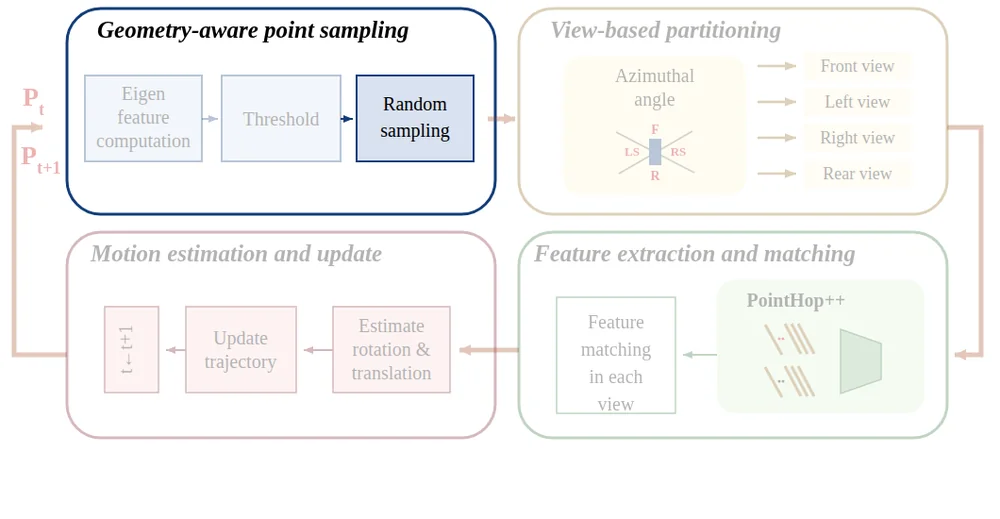 Geometry-aware point sampling
Eigen
feature
computation
Threshold
Random
sampling
View-based partitioning
Azimuthal
angle
F
LS
RS
R
Front view
Left view
Right view
Rear view
Pt
Pt+1
Motion estimation and update
t←t+1
Update
trajectory
Estimate
rotation &
translation
Feature extraction and matching
Feature
matching
in each
view
PointHop++
..
..